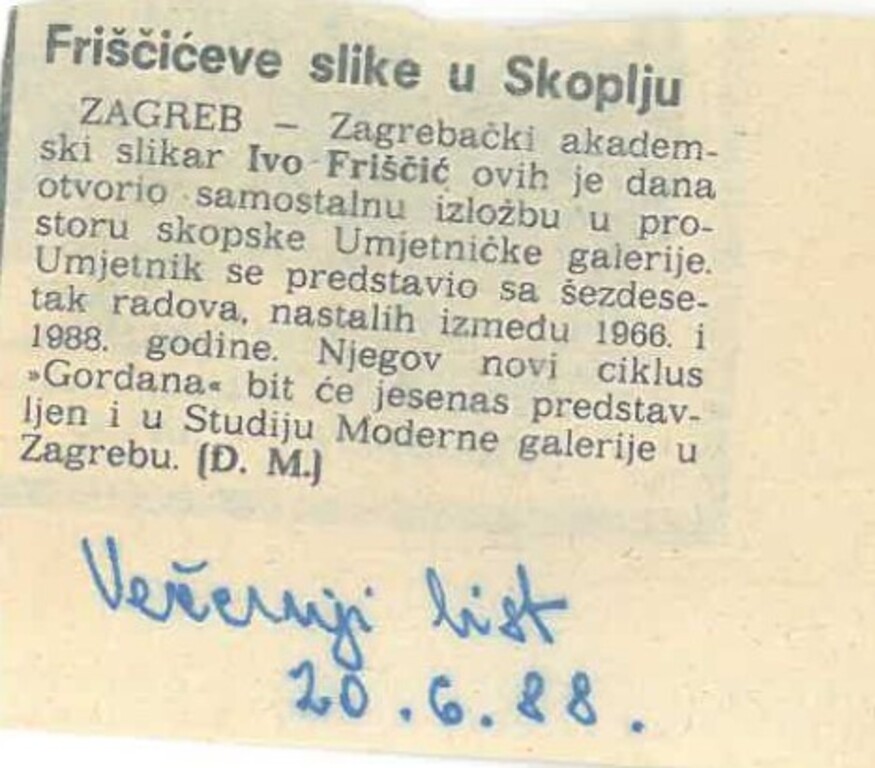 Friščićeve slike u Skoplju
ZAGREB — Zagrebački akadem-
ski slikar Ivo Friščić ovih je dana
otvorio samostalnu izložbu u pro-
storu skopske Umjetničke galerije.
Umjetnik se predstavio sa šezdese-
tak radova, nastalih između 1966. i
1988. godine. Njegov novi ciklus
»Gordana« bit će jesenas predstav-
ljen i u Studiju Moderne galerije u
Zagrebu. (Đ. M.)
Večernji list
20.6.88.